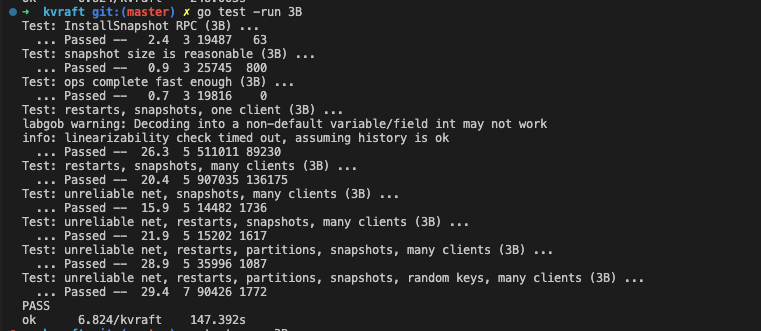 ok      6.824/kvraft    248.603s
➜  kvraft git:(master) ✗ go test -run 3B
Test: InstallSnapshot RPC (3B) ...
  ... Passed --   2.4  3 19487   63
Test: snapshot size is reasonable (3B) ...
  ... Passed --   0.9  3 25745  800
Test: ops complete fast enough (3B) ...
  ... Passed --   0.7  3 19816    0
Test: restarts, snapshots, one client (3B) ...
labgob warning: Decoding into a non-default variable/field int may not work
info: linearizability check timed out, assuming history is ok
  ... Passed --  26.3  5 511011 89230
Test: restarts, snapshots, many clients (3B) ...
  ... Passed --  20.4  5 907035 136175
Test: unreliable net, snapshots, many clients (3B) ...
  ... Passed --  15.9  5 14482 1736
Test: unreliable net, restarts, snapshots, many clients (3B) ...
  ... Passed --  21.9  5 15202 1617
Test: unreliable net, restarts, partitions, snapshots, many clients (3B) ...
  ... Passed --  28.9  5 35996 1087
Test: unreliable net, restarts, partitions, snapshots, random keys, many clients (3B) ...
  ... Passed --  29.4  7 90426 1772
PASS
ok      6.824/kvraft    147.392s